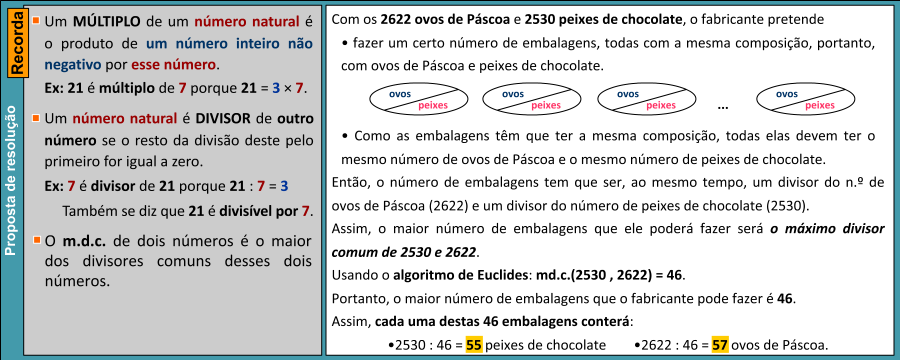 Proposta de resolução
Recorda
Um MÚLTIPLO de um número natural é
o produto de um número inteiro não
negativo por esse número.
Ex: 21 é múltiplo de 7 porque 21 = 3 × 7.
Um número natural é DIVISOR de outro
número se o resto da divisão deste pelo
primeiro for igual a zero.
Ex: 7 é divisor de 21 porque 21 : 7 = 3
Também se diz que 21 é divisível por 7.
O m.d.c. de dois números é o maior
dos divisores comuns desses dois
números.
Com os 2622 ovos de Páscoa e 2530 peixes de chocolate, o fabricante pretende
• fazer um certo número de embalagens, todas com a mesma composição, portanto,
com ovos de Páscoa e peixes de chocolate.
ovos ovos ovos ovos
peixes peixes peixes ... peixes
• Como as embalagens têm que ter a mesma composição, todas elas devem ter o
mesmo número de ovos de Páscoa e o mesmo número de peixes de chocolate.
Então, o número de embalagens tem que ser, ao mesmo tempo, um divisor do n.º de
ovos de Páscoa (2622) e um divisor do número de peixes de chocolate (2530).
Assim, o maior número de embalagens que ele poderá fazer será o máximo divisor
comum de 2530 e 2622.
Usando o algoritmo de Euclides: md.c.(2530 , 2622) = 46.
Portanto, o maior número de embalagens que o fabricante pode fazer é 46.
Assim, cada uma destas 46 embalagens conterá:
•2530 : 46 = 55 peixes de chocolate •2622 : 46 = 57 ovos de Páscoa.